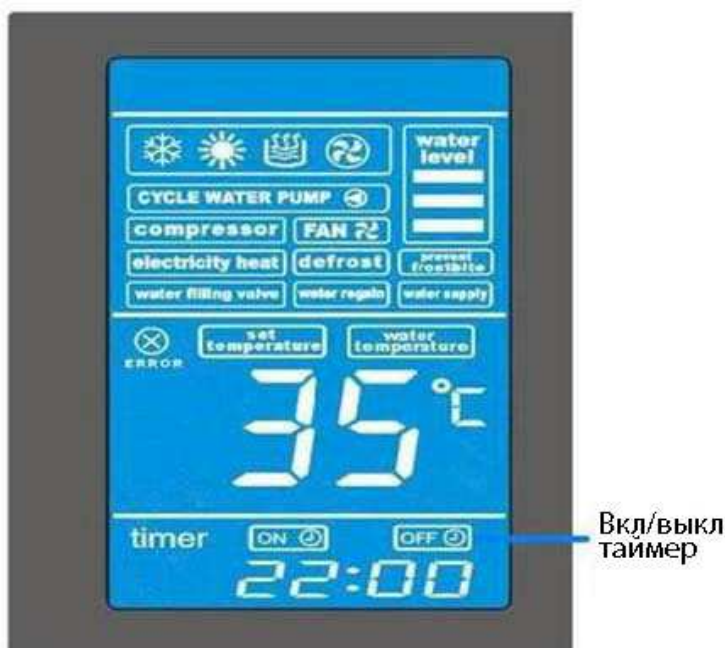 water
level
CYCLE WATER PUMP
compressor FAN
electricity heat defrost prevent
frostbite
water filling valve water regain water supply
ERROR
set
temperature
water
temperature
35°C
timer ON OFF
22:00
Вкл/выкл
таймер